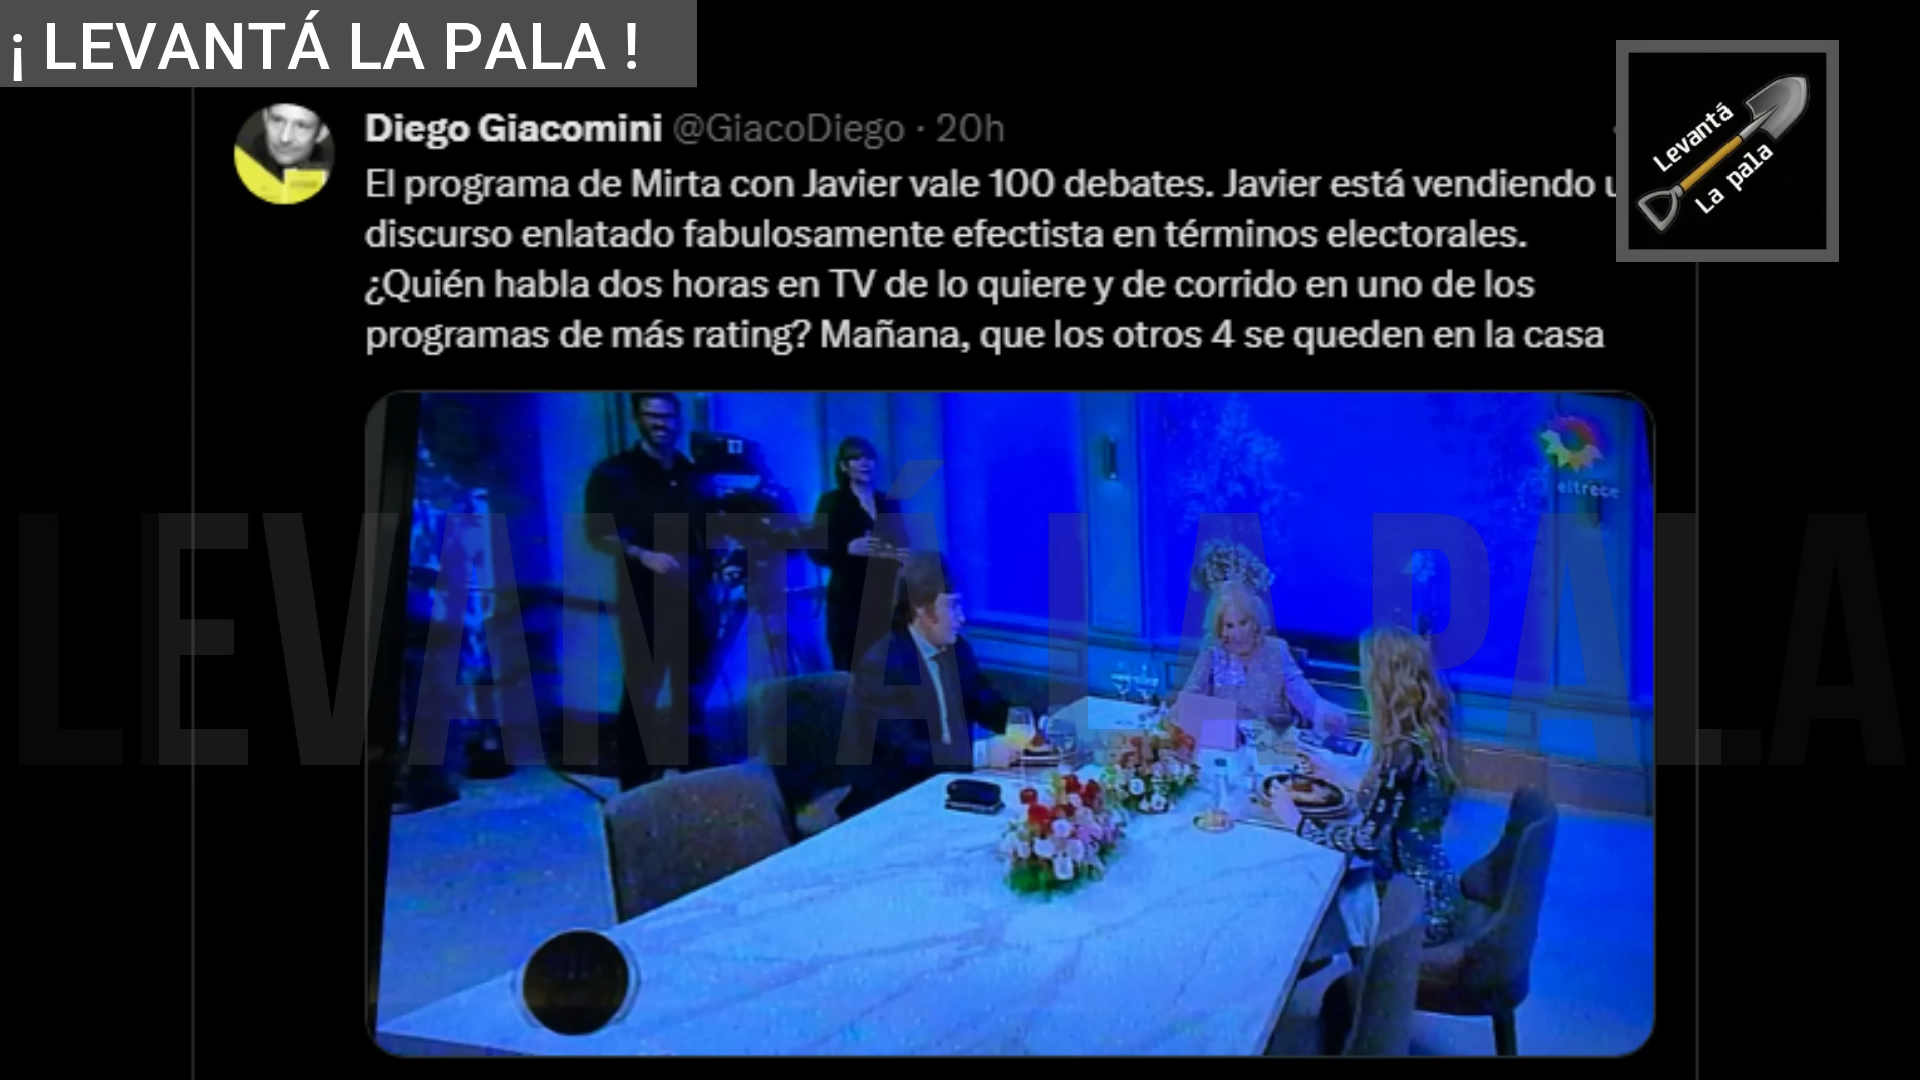 ¡ LEVANTÁ LA PALA !
Diego Giacomini @GiacoDiego · 20h
El programa de Mirta con Javier vale 100 debates. Javier está vendiendo
discurso enlatado fabulosamente efectista en términos electorales.
¿Quién habla dos horas en TV de lo quiere y de corrido en uno de los
programas de más rating? Mañana, que los otros 4 se queden en la casa
Levantá
La pala
eltrece
LEVANTÁ LA PALA